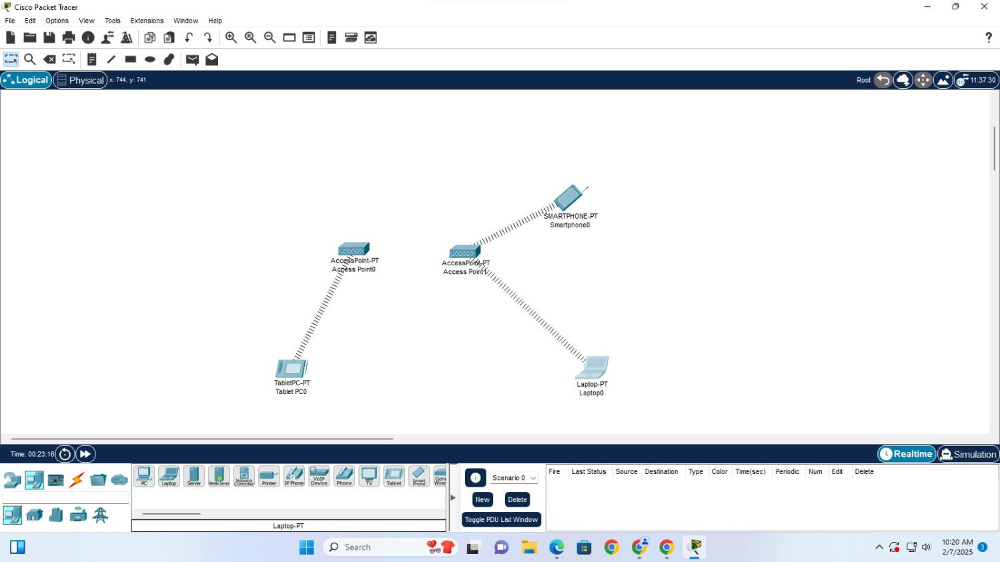 Cisco Packet Tracer
File Edit Options View Tools Extensions Window Help
?
Logical Physical x: 744, y: 741 Root 11:37:30
SMARTPHONE-PT
Smartphone0
AccessPoint-PT
Access Point0
AccessPoint-PT
Access Point1
TabletPC-PT
Tablet PC0
Laptop-PT
Laptop0
Time: 00:23:16 Realtime Simulation
PC Laptop Server Meraki Server Network Controller Printer IP Phone VoIP Device Phone TV Tablet Smart Phone
Laptop-PT
Scenario 0
New Delete
Toggle PDU List Window
Fire Last Status Source Destination Type Color Time(sec) Periodic Num Edit Delete
Search
10:20 AM
2/7/2025
3